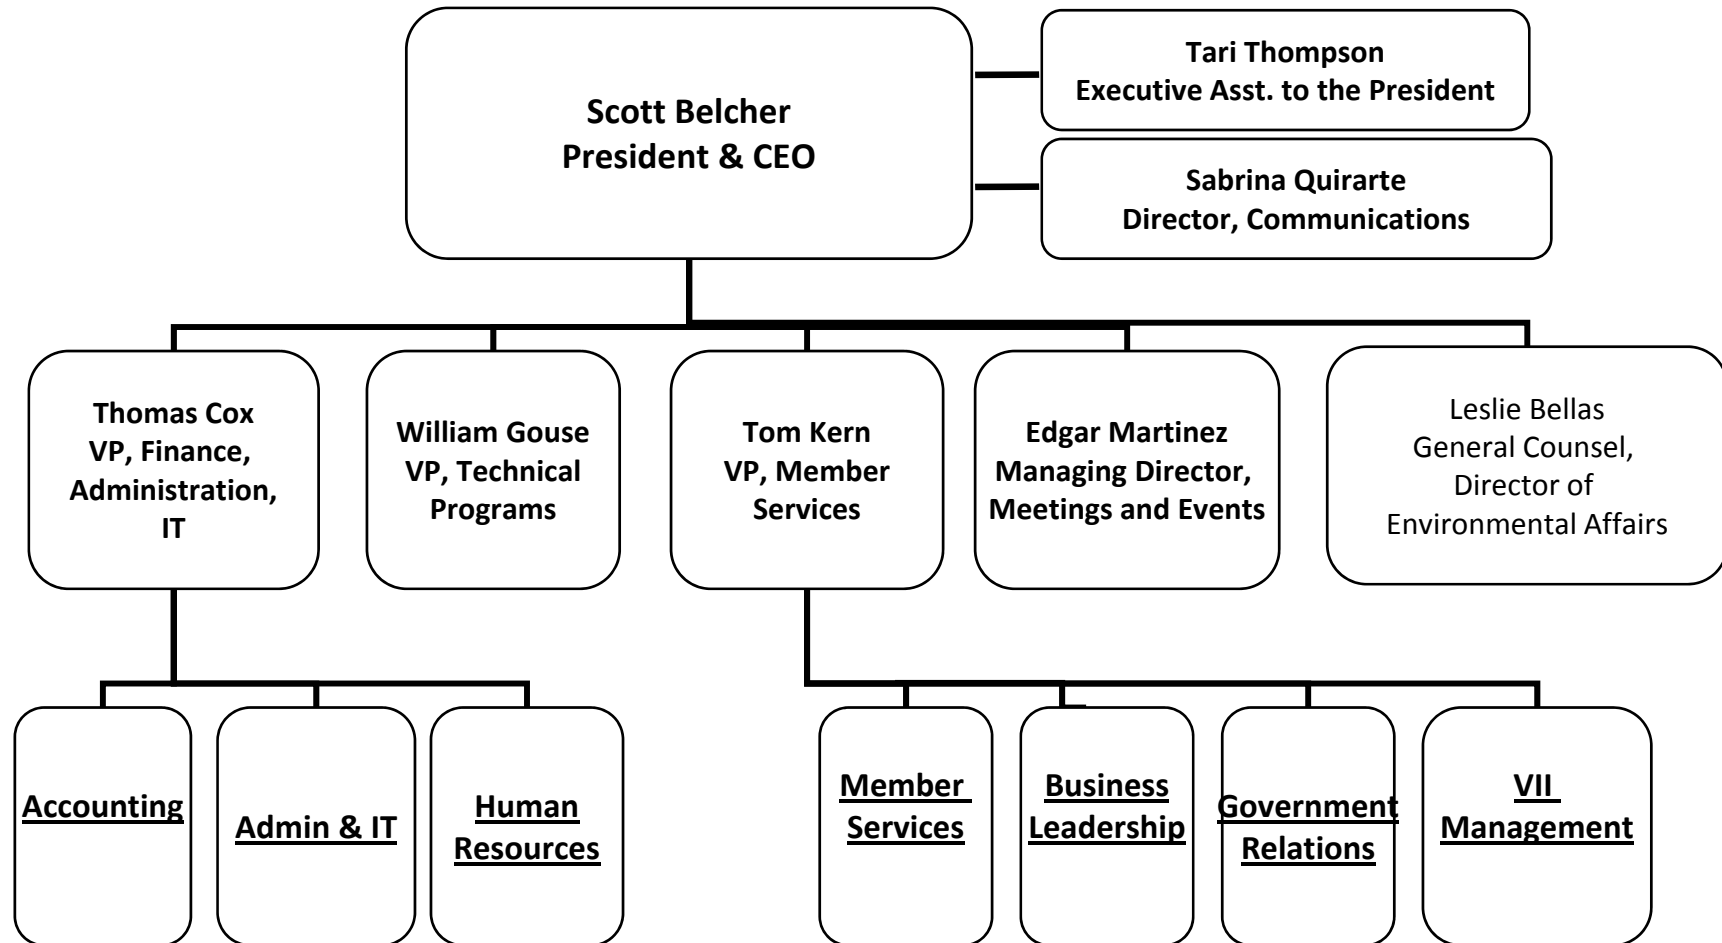 Scott Belcher
President & CEO
Tari Thompson
Executive Asst. to the President
Sabrina Quirarte
Director, Communications
Thomas Cox
VP, Finance,
Administration,
IT
William Gouse
VP, Technical
Programs
Tom Kern
VP, Member
Services
Edgar Martinez
Managing Director,
Meetings and Events
Leslie Bellas
General Counsel,
Director of
Environmental Affairs
Accounting
Admin & IT
Human
Resources
Member
Services
Business
Leadership
Government
Relations
VII
Management